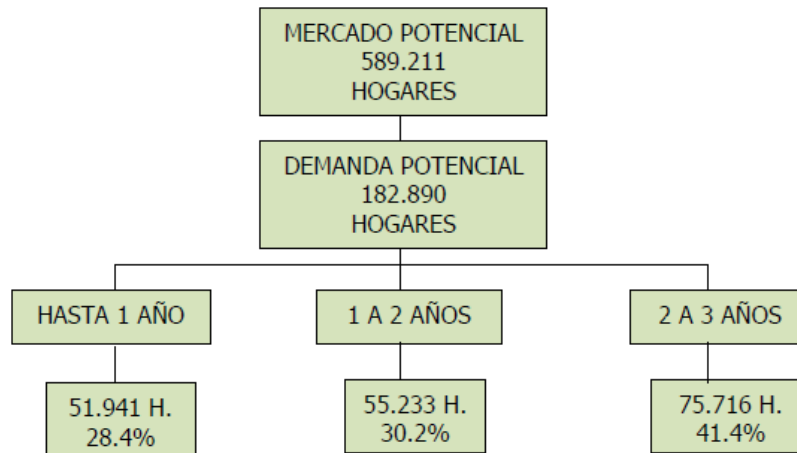 MERCADO POTENCIAL
589.211
HOGARES
DEMANDA POTENCIAL
182.890
HOGARES
HASTA 1 AÑO
1 A 2 AÑOS
2 A 3 AÑOS
51.941 H.
28.4%
55.233 H.
30.2%
75.716 H.
41.4%